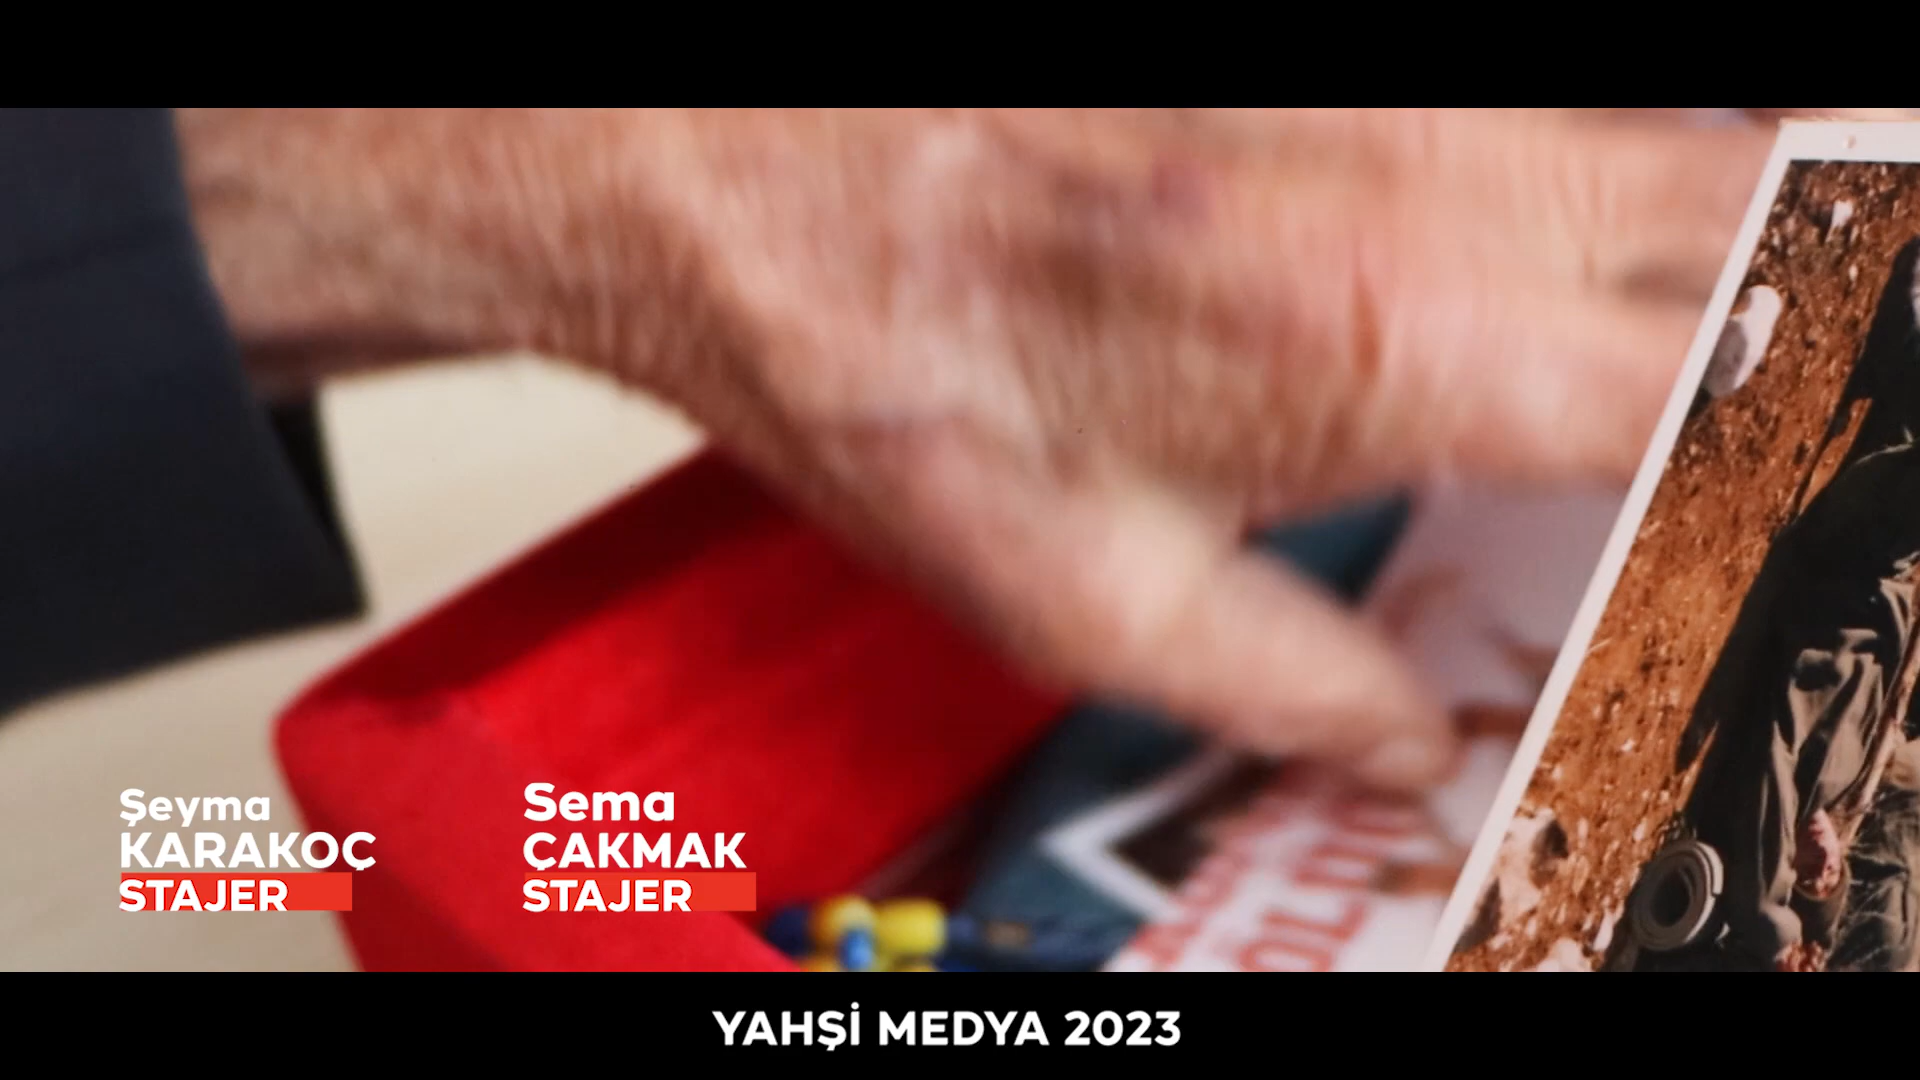 Şeyma
KARAKOÇ
STAJER
Sema
ÇAKMAK
STAJER
YAHŞİ MEDYA 2023